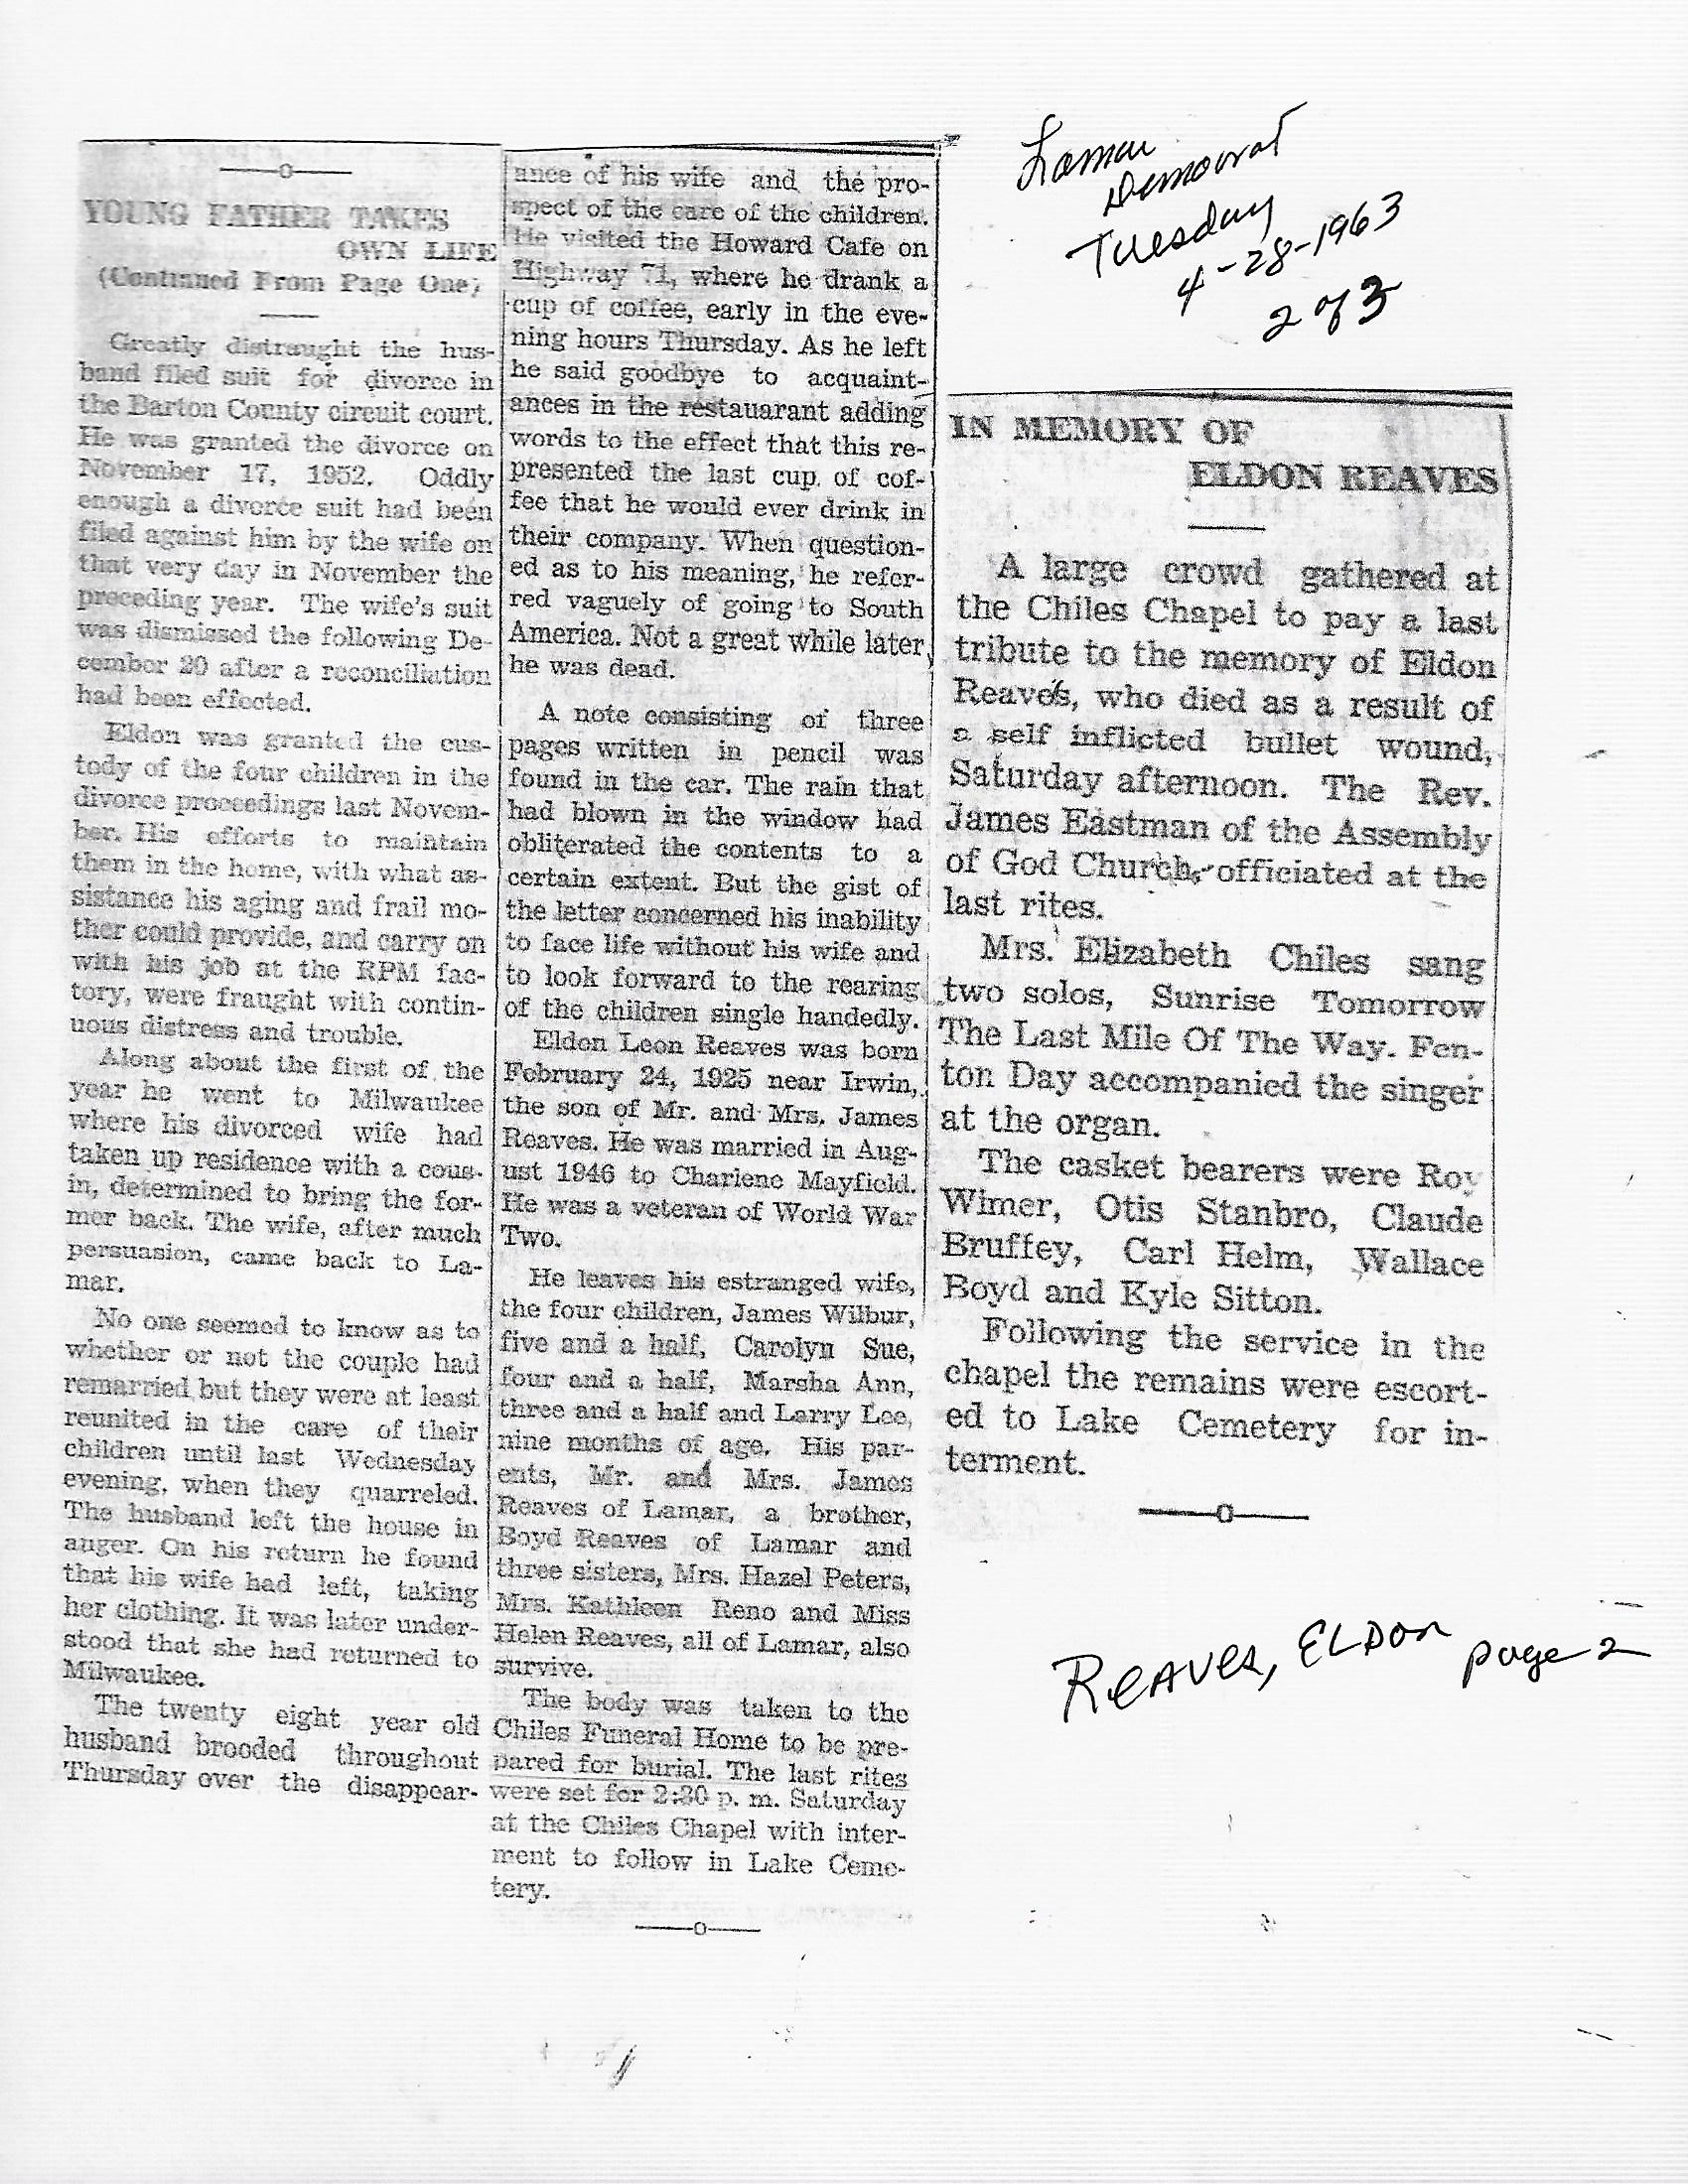 YOUNG FATHER TAKES
OWN LIFE
(Continued From Page One)
Greatly distraught the hus-
band filed suit for divorce in
the Barton County circuit court.
He was granted the divorce on
November 17, 1952. Oddly
enough a divorce suit had been
filed against him by the wife on
that very day in November the
preceding year. The wife's suit
was dismissed the following De-
cember 20 after a reconciliation
had been effected.
Eldon was granted the cus-
tody of the four children in the
divorce proceedings last Novem-
ber. His efforts to maintain
them in the home, with what as-
sistance his aging and frail mo-
ther could provide, and carry on
with his job at the RPM fac-
tory, were fraught with contin-
uous distress and trouble.
Along about the first of the
year he went to Milwaukee
where his divorced wife had
taken up residence with a cous-
in, determined to bring the for-
mer back. The wife, after much
persuasion, came back to La-
mar.
No one seemed to know as to
whether or not the couple had
remarried but they were at least
reunited in the care of their
children until last Wednesday
evening, when they quarreled.
The husband left the house in
anger. On his return he found
that his wife had left, taking
her clothing. It was later under-
stood that she had returned to
Milwaukee.
The twenty eight year old
husband brooded throughout
Thursday over the disappear-
ance of his wife and the pro-
spect of the care of the children.
He visited the Howard Cafe on
Highway 71, where he drank a
cup of coffee, early in the eve-
ning hours Thursday. As he left
he said goodbye to acquaint-
ances in the restauarant adding
words to the effect that this re-
presented the last cup of cof-
fee that he would ever drink in
their company. When question-
ed as to his meaning, he refer-
red vaguely of going to South
America. Not a great while later
he was dead.
A note consisting of three
pages written in pencil was
found in the car. The rain that
had blown in the window had
obliterated the contents to a
certain extent. But the gist of
the letter concerned his inability
to face life without his wife and
to look forward to the rearing
of the children single handedly.
Eldon Leon Reaves was born
February 24, 1925 near Irwin,
the son of Mr. and Mrs. James
Reaves. He was married in Aug-
ust 1946 to Charlene Mayfield.
He was a veteran of World War
Two.
He leaves his estranged wife,
the four children, James Wilbur,
five and a half, Carolyn Sue,
four and a half, Marsha Ann,
three and a half and Larry Lee,
nine months of age. His par-
ents, Mr. and Mrs. James
Reaves of Lamar, a brother,
Boyd Reaves of Lamar and
three sisters, Mrs. Hazel Peters,
Mrs. Kathleen Reno and Miss
Helen Reaves, all of Lamar, also
survive.
The body was taken to the
Chiles Funeral Home to be pre-
pared for burial. The last rites
were set for 2:30 p. m. Saturday
at the Chiles Chapel with inter-
ment to follow in Lake Ceme-
tery.
Lamar
Democrat
Tuesday
4-28-1963
2 of 3
IN MEMORY OF
ELDON REAVES
A large crowd gathered at
the Chiles Chapel to pay a last
tribute to the memory of Eldon
Reaves, who died as a result of
a self inflicted bullet wound,
Saturday afternoon. The Rev.
James Eastman of the Assembly
of God Church, officiated at the
last rites.
Mrs. Elizabeth Chiles sang
two solos, Sunrise Tomorrow
The Last Mile Of The Way. Fen-
ton Day accompanied the singer
at the organ.
The casket bearers were Roy
Wimer, Otis Stanbro, Claude
Bruffey, Carl Helm, Wallace
Boyd and Kyle Sitton.
Following the service in the
chapel the remains were escort-
ed to Lake Cemetery for in-
terment.
REAVES, ELDON page 2